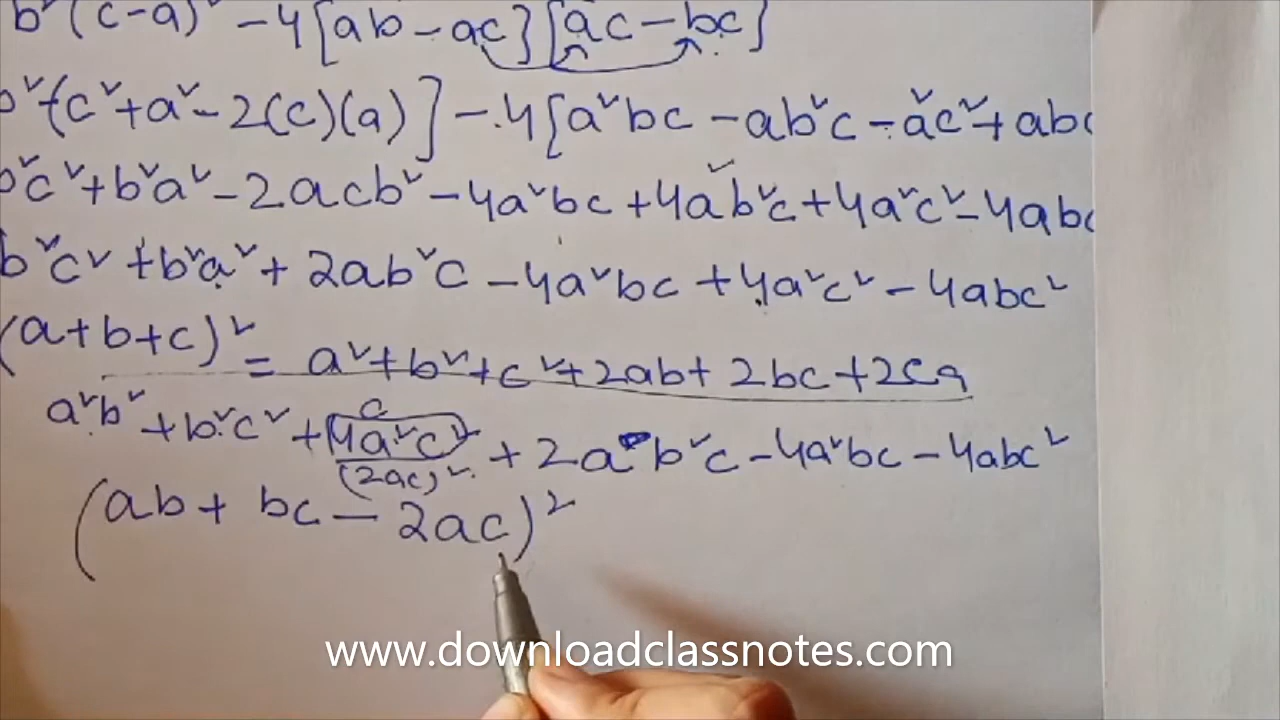 b²(c-a)² - 4[ab - ac][ac - bc]
b²[c² + a² - 2(c)(a)] - 4[a²bc - ab²c - a²c² + abc
b²c² + b²a² - 2acb² - 4a²bc + 4ab²c + 4a²c² - 4abc
b²c² + b²a² + 2ab²c - 4a²bc + 4a²c² - 4abc²
(a+b+c)² = a² + b² + c² + 2ab + 2bc + 2ca
a²b² + b²c² + 4a²c² + 2ab²c - 4a²bc - 4abc²
(2ac)²
(ab + bc - 2ac)²
www.downloadclassnotes.com